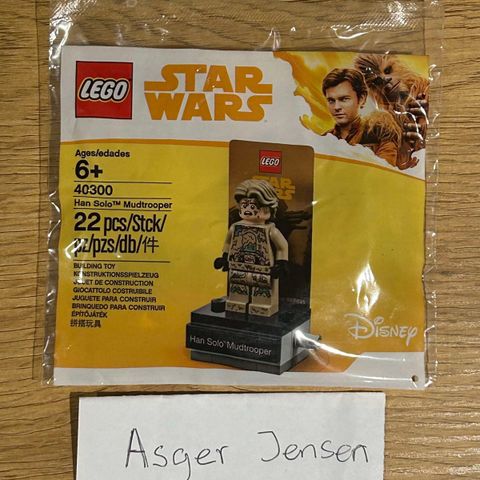 LEGO
STAR
WARS
Ages/edades
6+
40300
Han Solo™ Mudtrooper
22 pcs/Stck/
pz/pzs/db/件
BUILDING TOY
KONSTRUKTIONSSPIELZEUG
JOUET DE CONSTRUCTION
GIOCATTOLO COSTRUIBILE
JUGUETE PARA CONSTRUIR
BRINQUEDO PARA CONSTRUIR
ÉPÍTŐJÁTÉK
拼搭玩具
LEGO
STAR
Han Solo™ Mudtrooper
Disney
Asger Jensen